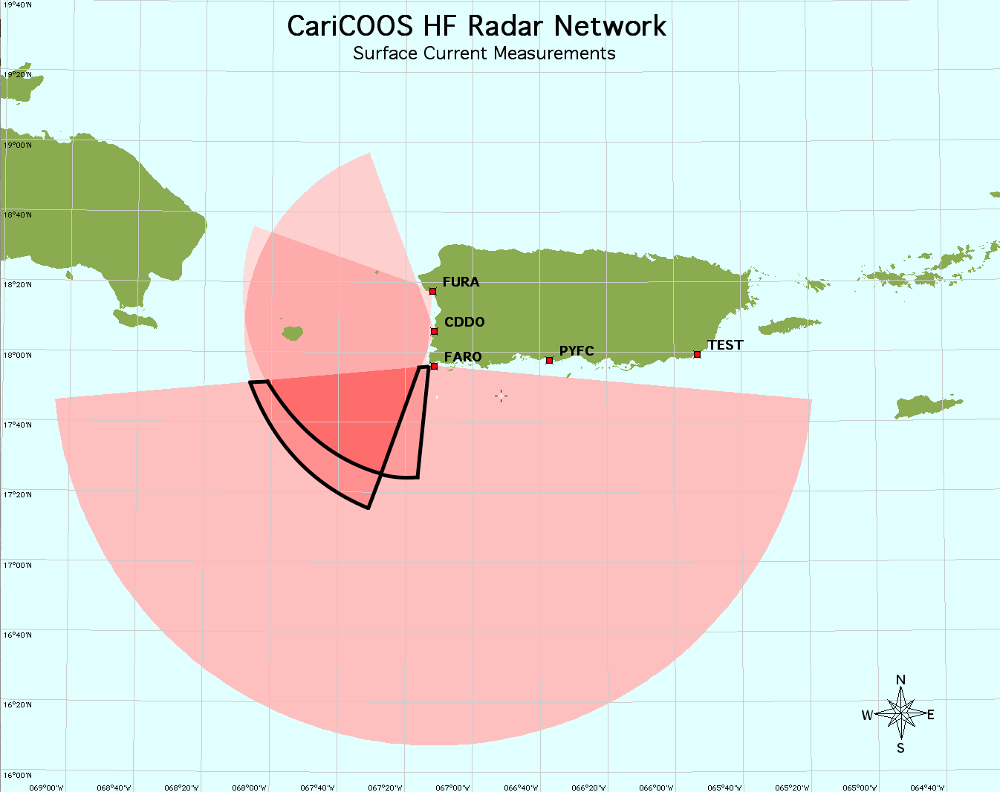 19°40'N
CariCOOS HF Radar Network
Surface Current Measurements
19°20'N
19°00'N
18°40'N
18°20'N
FURA
CDDO
18°00'N
FARO
PYFC
TEST
17°40'N
17°20'N
17°00'N
16°40'N
16°20'N
N
W
E
S
16°00'N
069°00'W 068°40'W 068°20'W 068°00'W 067°40'W 067°20'W 067°00'W 066°40'W 066°20'W 066°00'W 065°40'W 065°20'W 065°00'W 064°40'W